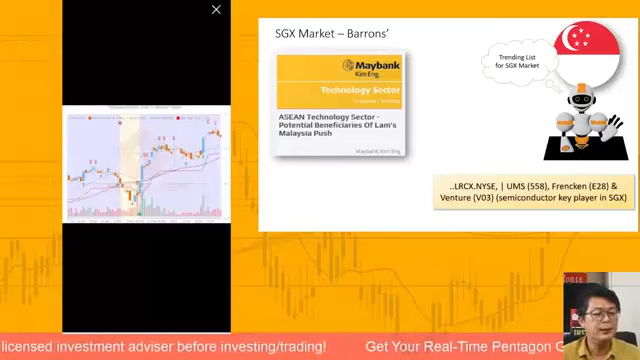 SGX Market – Barrons’
Maybank
Kim Eng.
Technology Sector
ASEAN Technology Sector -
Potential Beneficiaries Of Lam's
Malaysia Push
Maybank Kim Eng.
Trending List
for SGX Market
..LRCX.NYSE, | UMS (558), Frencken (E28) &
Venture (V03) (semiconductor key player in SGX)
licensed investment adviser before investing/trading!
Get Your Real-Time Pentagon